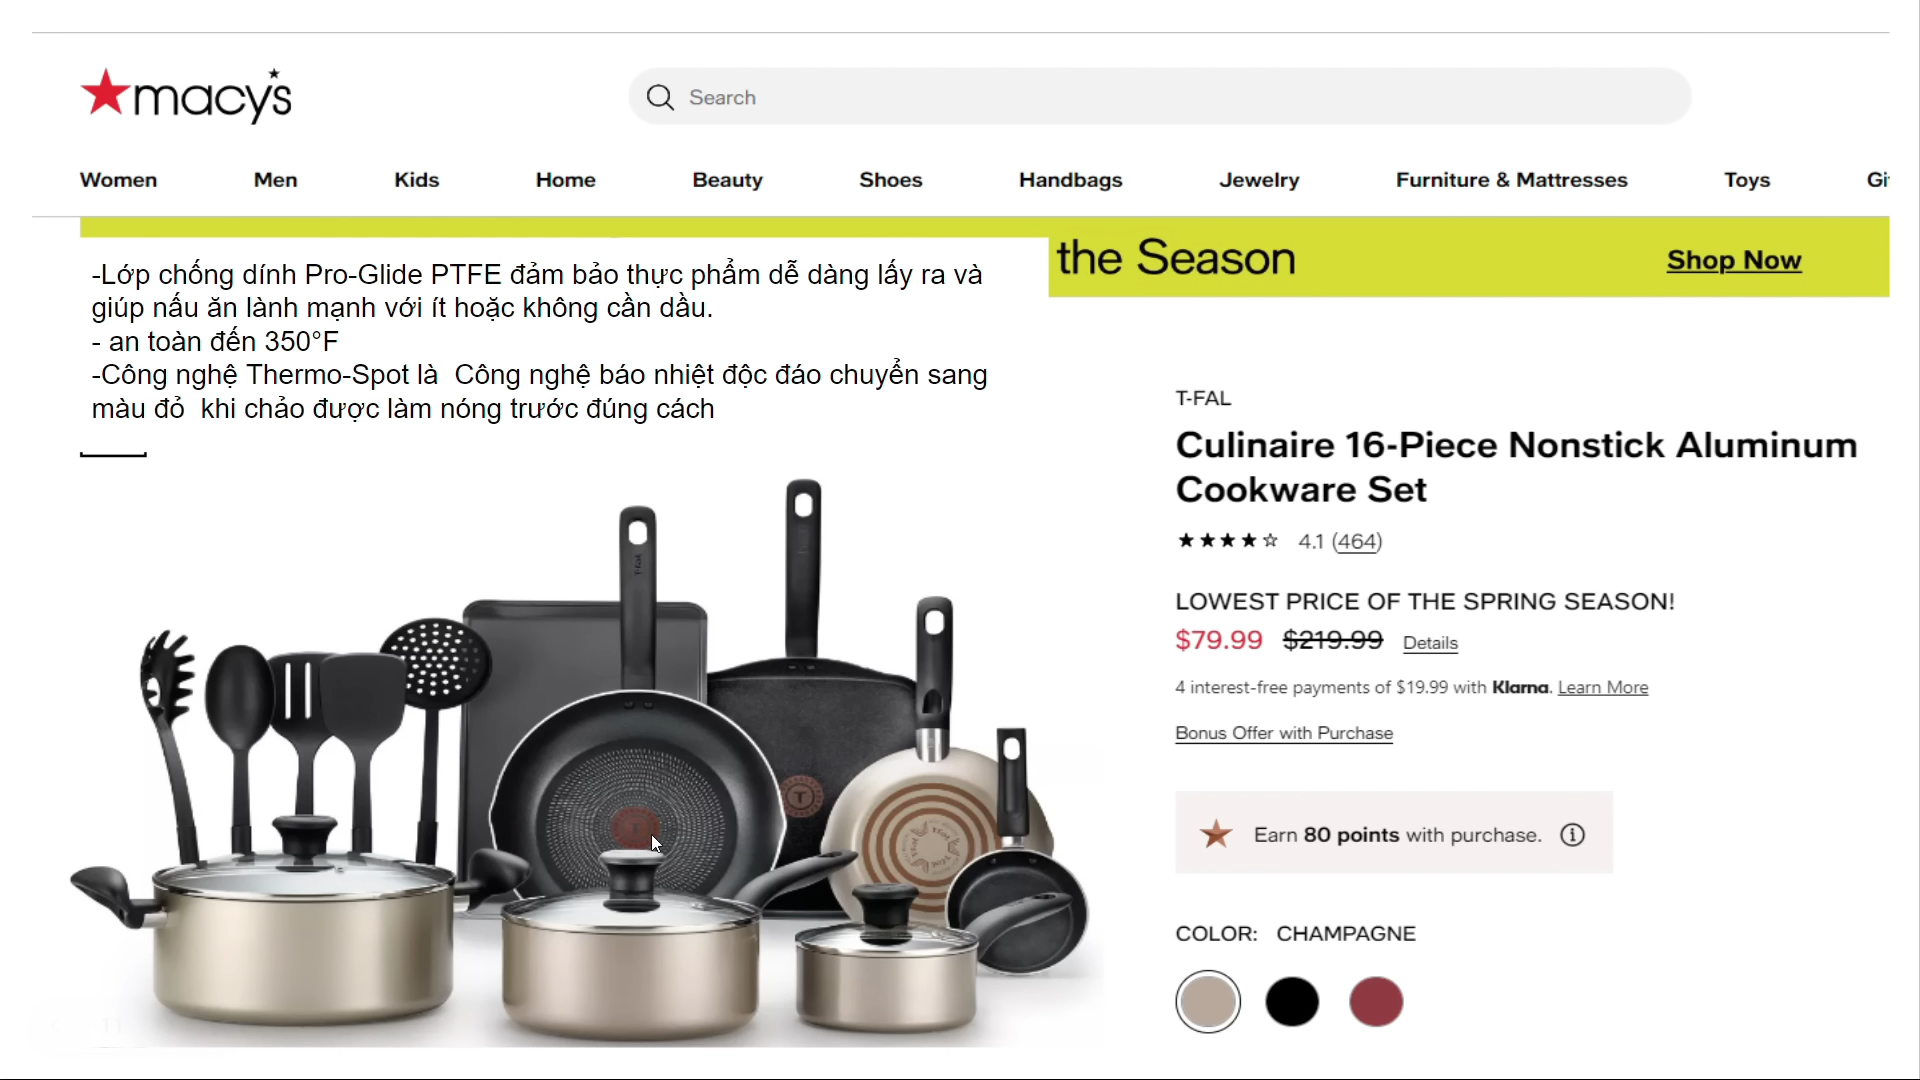 macy's
Search
Women Men Kids Home Beauty Shoes Handbags Jewelry Furniture & Mattresses Toys
the Season Shop Now
-Lớp chống dính Pro-Glide PTFE đảm bảo thực phẩm dễ dàng lấy ra và
giúp nấu ăn lành mạnh với ít hoặc không cần dầu.
- an toàn đến 350°F
-Công nghệ Thermo-Spot là Công nghệ báo nhiệt độc đáo chuyển sang
màu đỏ khi chảo được làm nóng trước đúng cách
T-FAL
Culinaire 16-Piece Nonstick Aluminum
Cookware Set
4.1 (464)
LOWEST PRICE OF THE SPRING SEASON!
$79.99 $219.99 Details
4 interest-free payments of $19.99 with Klarna. Learn More
Bonus Offer with Purchase
Earn 80 points with purchase.
COLOR: CHAMPAGNE